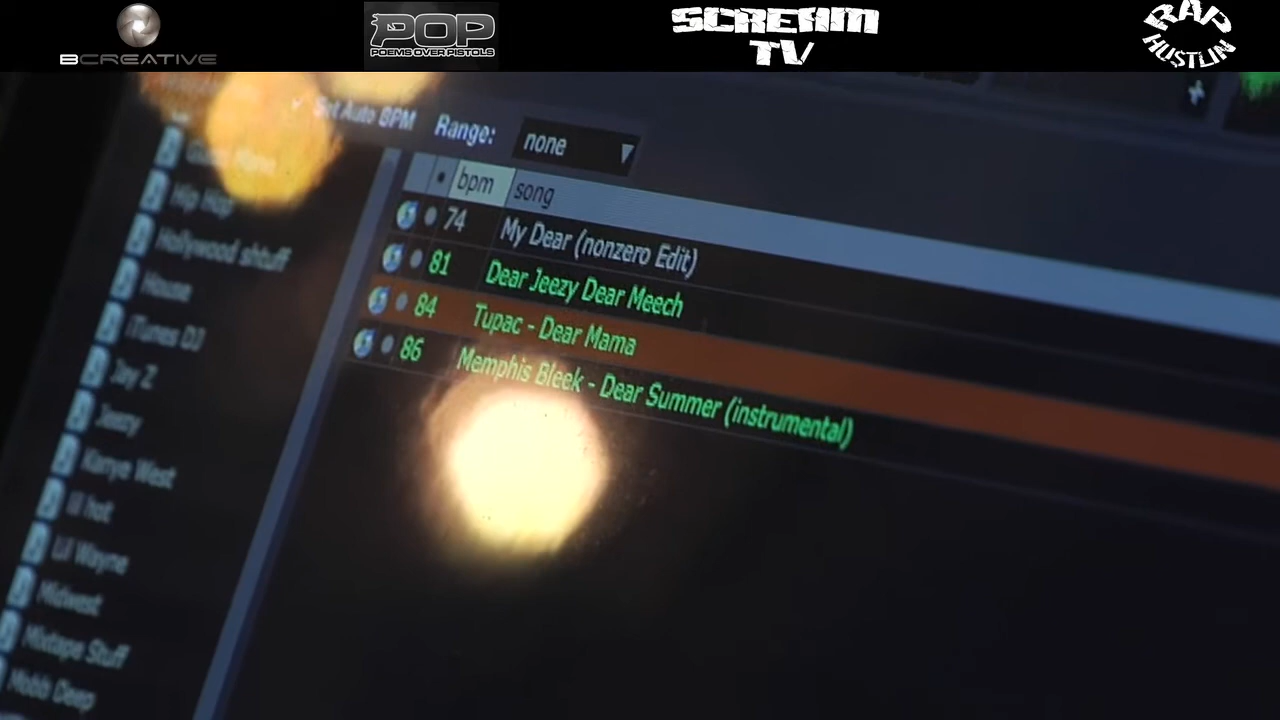 BCREATIVE
POP
POEMS OVER PISTOLS
SCREAM
TV
RAP
HUSTLIN
Set Auto BPM
Range:
none
bpm song
74 My Dear (nonzero Edit)
81 Dear Jeezy Dear Meech
84 Tupac - Dear Mama
86 Memphis Bleek - Dear Summer (instrumental)
Hip Hop
Hollywood shtuff
House
iTunes DJ
Jay Z
Jeezy
Kanye West
lil hot
Lil Wayne
Midwest
Mixtape Stuff
Mobb Deep